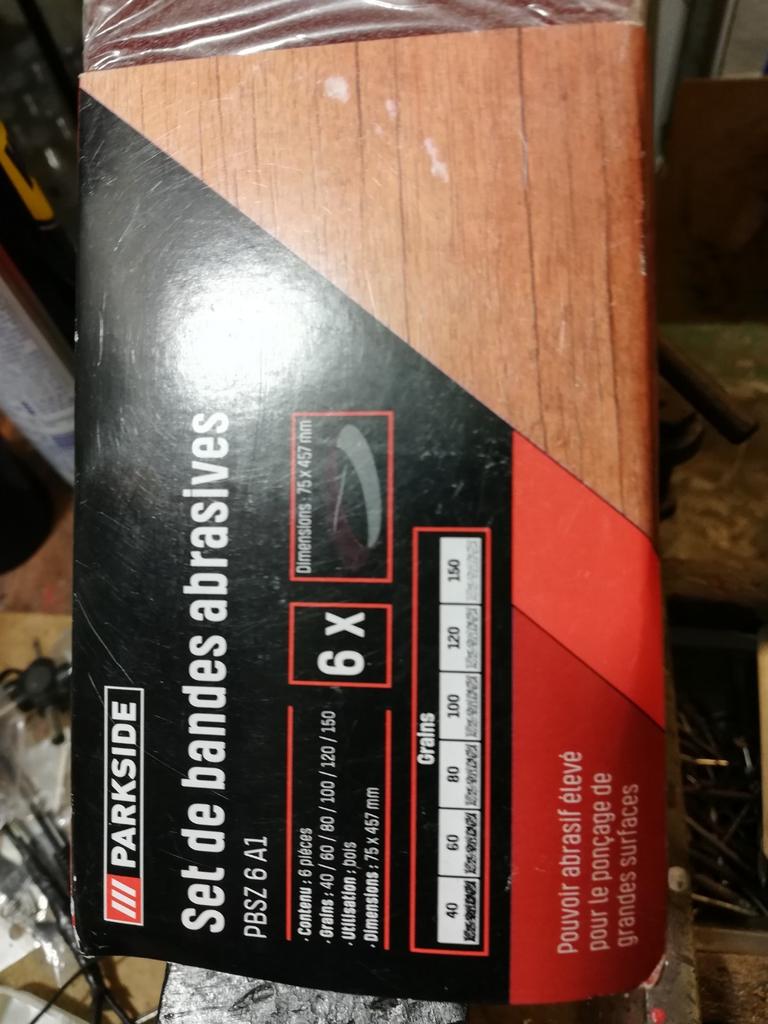 PARKSIDE
Set de bandes abrasives
PBSZ 6 A1
· Contenu : 6 pièces
· Grains : 40 / 60 / 80 / 100 / 120 / 150
· Utilisation : bois
· Dimensions : 75 x 457 mm
6 x
Dimensions : 75 x 457 mm
Grains
40 60 80 100 120 150
Pouvoir abrasif élevé
pour le ponçage de
grandes surfaces